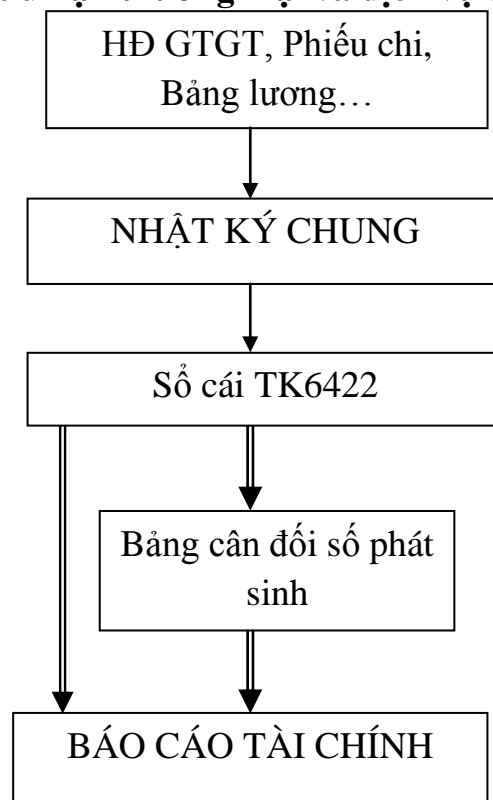 HĐ GTGT, Phiếu chi,
Bảng lương…
NHẬT KÝ CHUNG
Sổ cái TK6422
Bảng cân đối số phát
sinh
BÁO CÁO TÀI CHÍNH